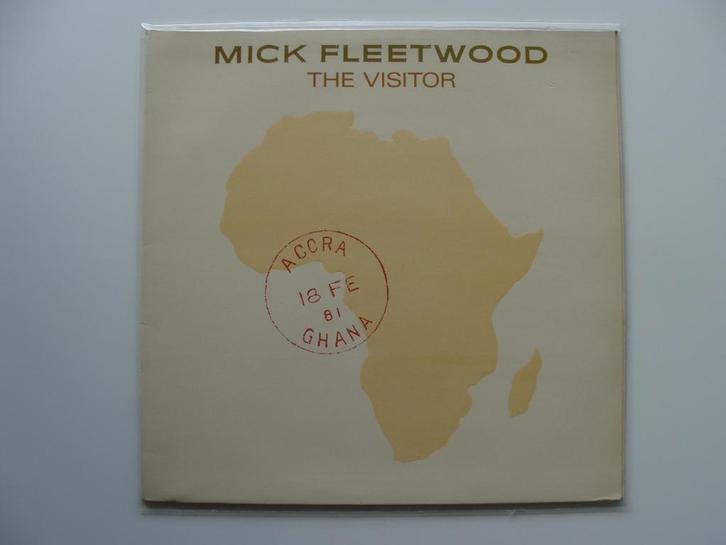 MICK FLEETWOOD
THE VISITOR
ACCRA
18 FE
81
GHANA